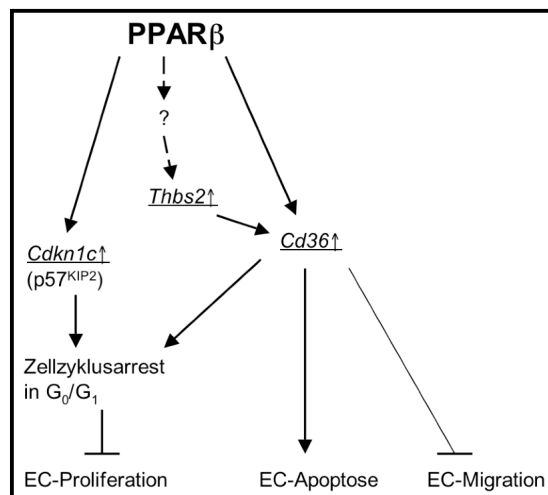 PPARβ
?
Thbs2↑
Cdkn1c↑
Cd36↑
(p57KIP2)
Zellzyklusarrest
in G0/G1
EC-Proliferation
EC-Apoptose
EC-Migration